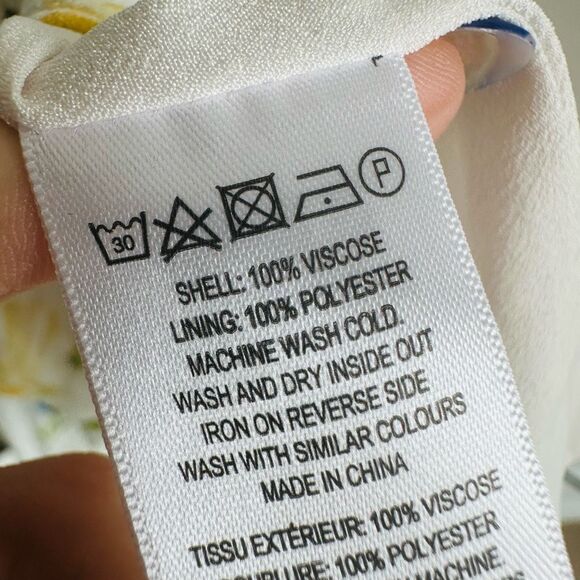 30
P
SHELL: 100% VISCOSE
LINING: 100% POLYESTER
MACHINE WASH COLD.
WASH AND DRY INSIDE OUT
IRON ON REVERSE SIDE
WASH WITH SIMILAR COLOURS
MADE IN CHINA
TISSU EXTÉRIEUR: 100% VISCOSE
100% POLYESTER
MACHINE